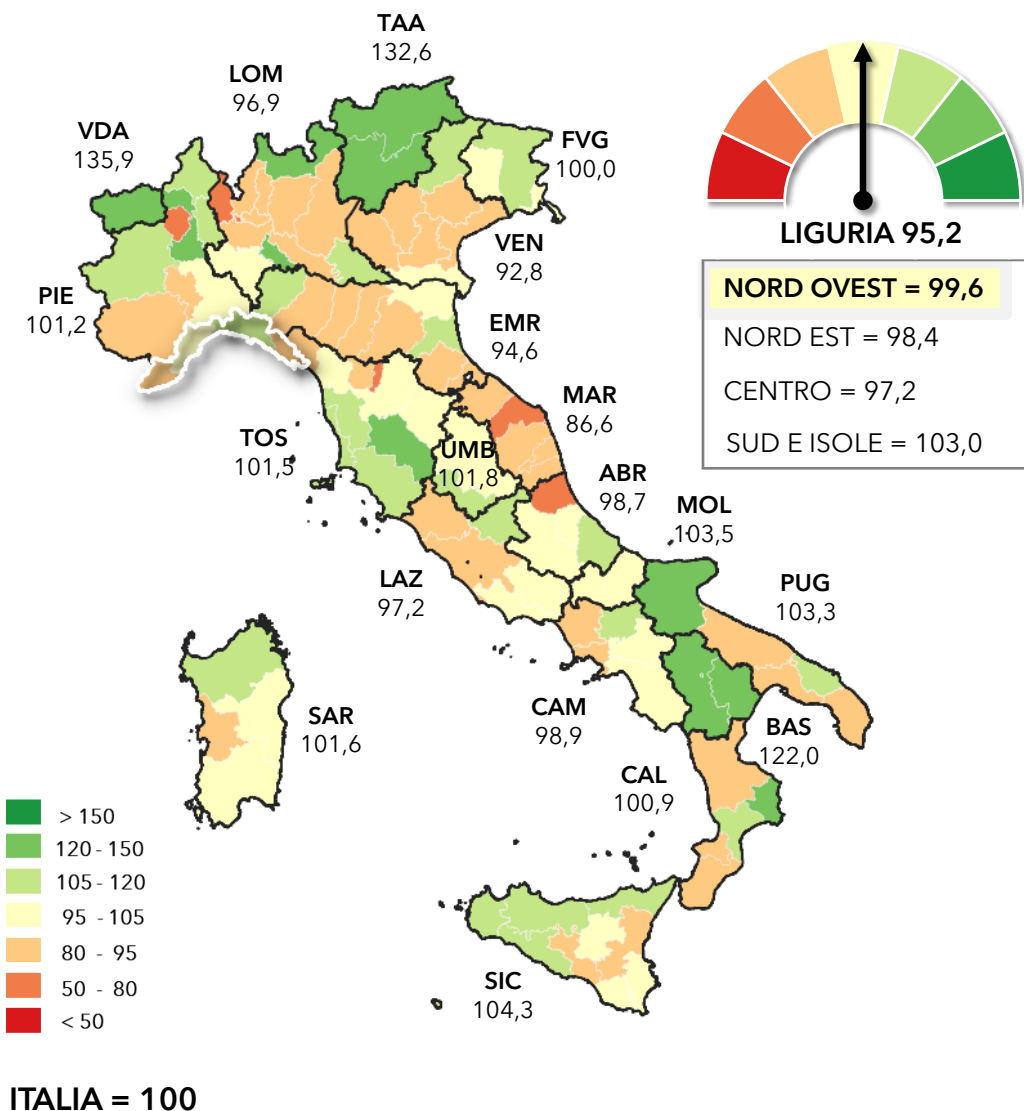 TAA
132,6
LOM
96,9
VDA
135,9
FVG
100,0
LIGURIA 95,2
VEN
92,8
NORD OVEST = 99,6
NORD EST = 98,4
CENTRO = 97,2
SUD E ISOLE = 103,0
PIE
101,2
EMR
94,6
MAR
86,6
TOS
101,5
UMB
101,8
ABR
98,7
MOL
103,5
LAZ
97,2
PUG
103,3
SAR
101,6
CAM
98,9
BAS
122,0
CAL
100,9
> 150
120 - 150
105 - 120
95 - 105
80 - 95
50 - 80
< 50
SIC
104,3
ITALIA = 100